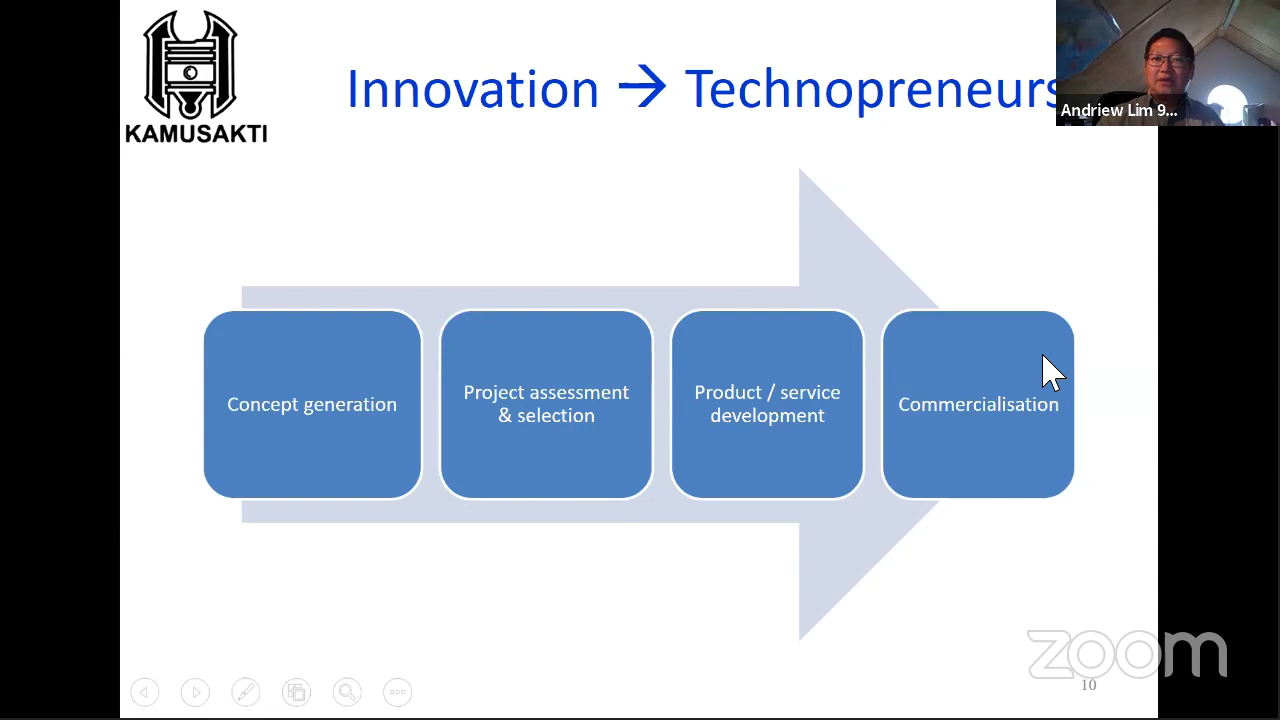 Innovation → Technopreneurs
Andriew Lim 9...
KAMUSAKTI
Concept generation
Project assessment
& selection
Product / service
development
Commercialisation
zoom
10